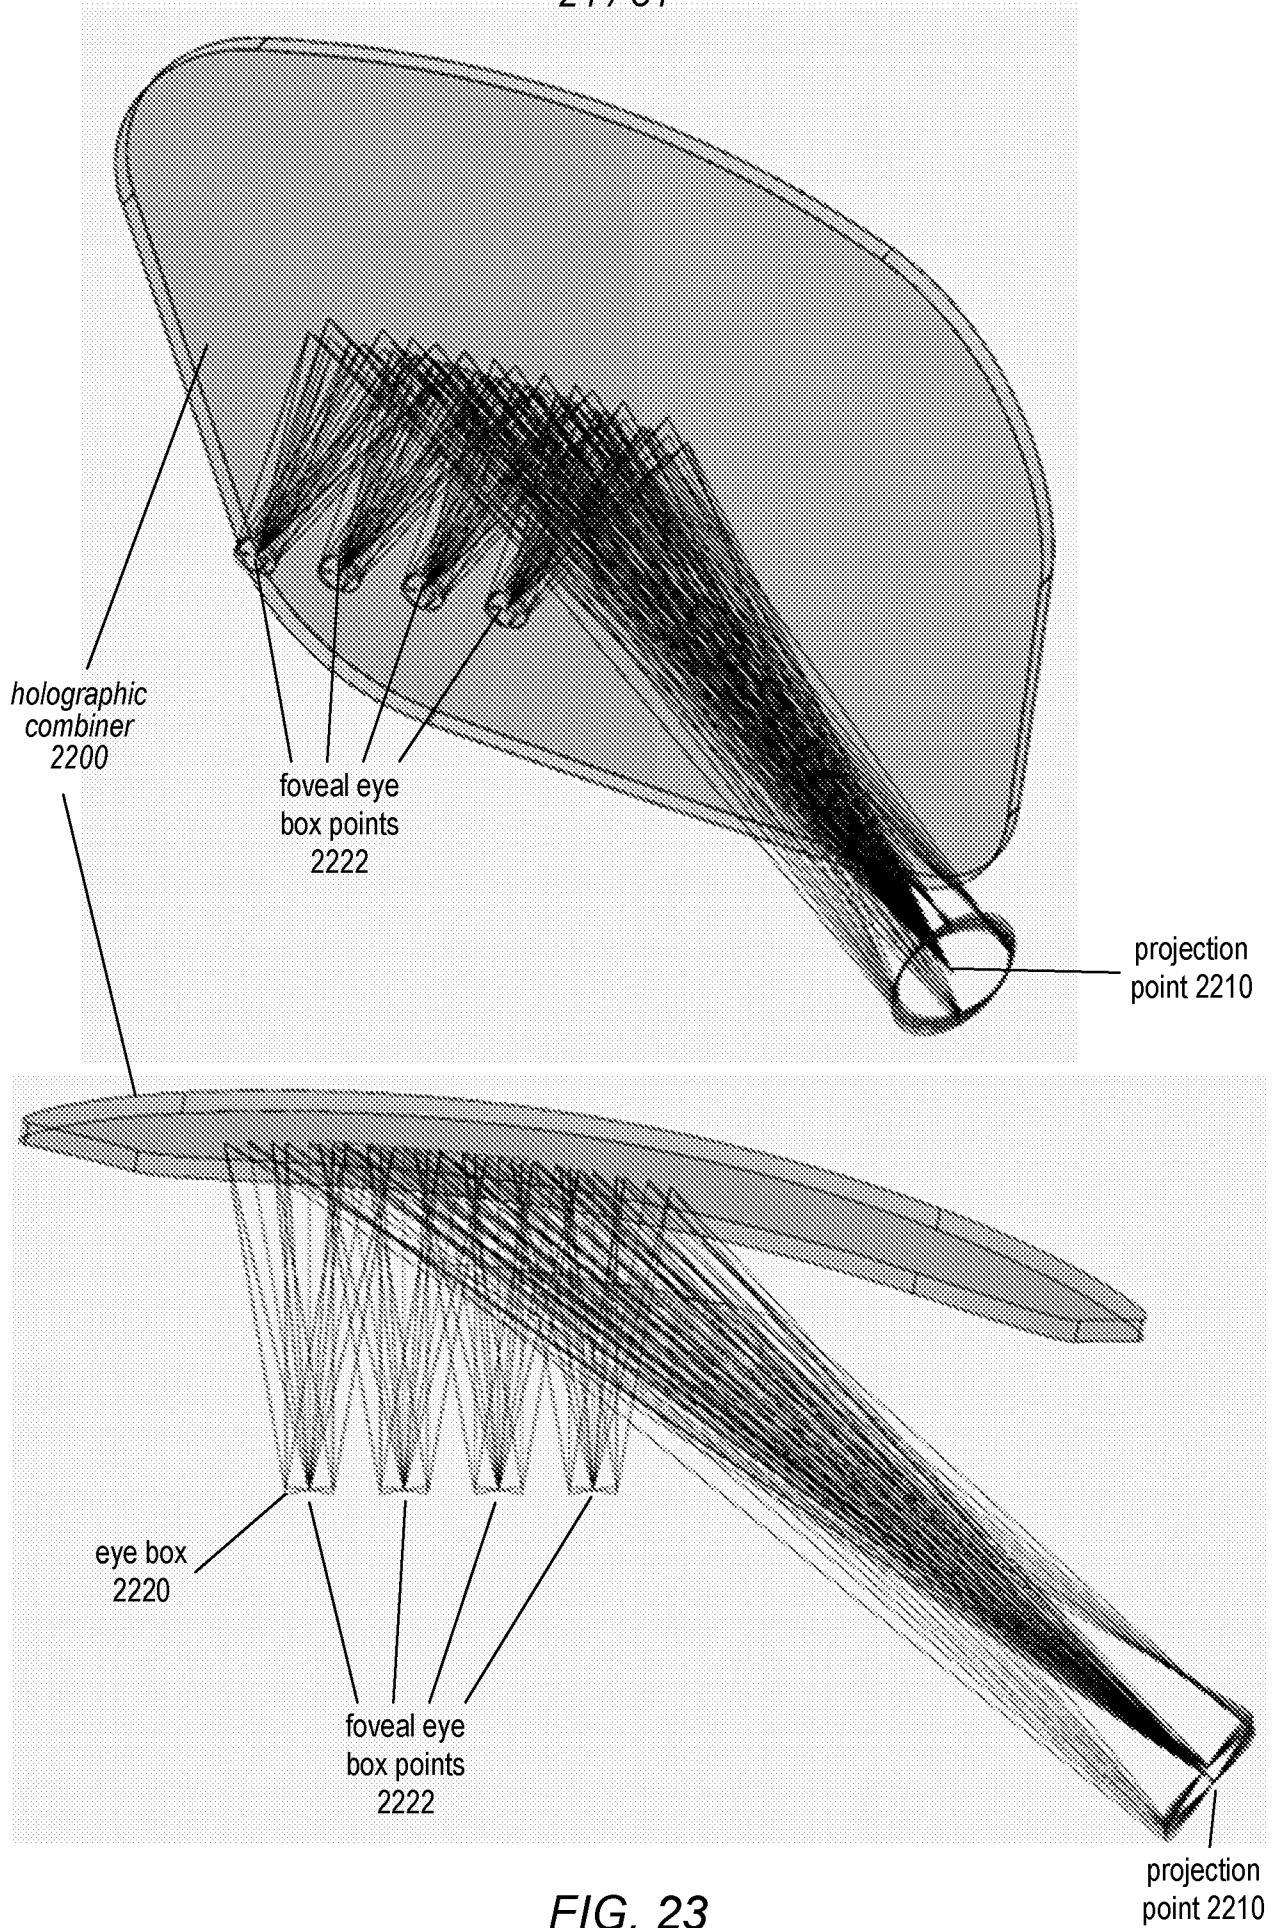 holographic
combiner
2200
foveal eye
box points
2222
projection
point 2210
eye box
2220
foveal eye
box points
2222
projection
point 2210
FIG. 23